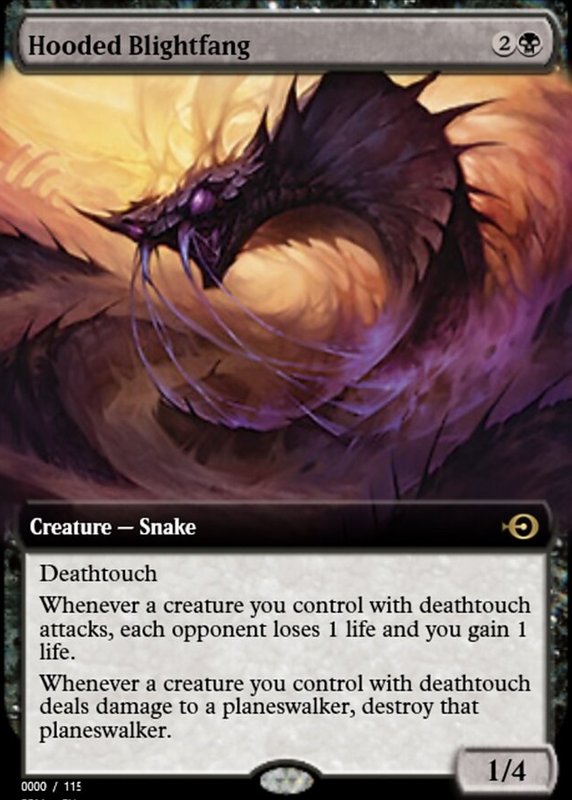 Hooded Blightfang 2
Creature — Snake
Deathtouch
Whenever a creature you control with deathtouch
attacks, each opponent loses 1 life and you gain 1
life.
Whenever a creature you control with deathtouch
deals damage to a planeswalker, destroy that
planeswalker.
1/4
0000 / 115